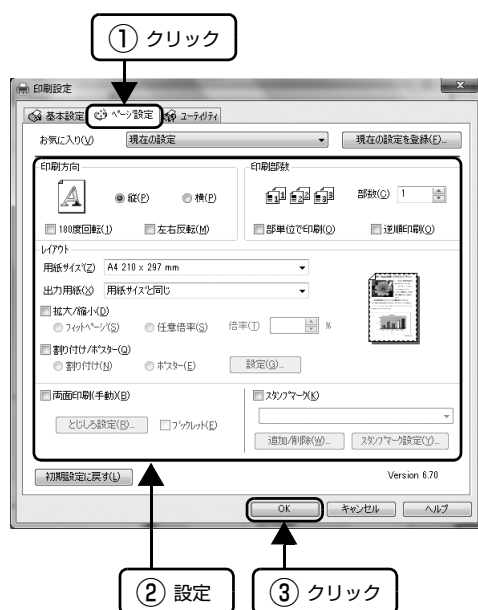 ① クリック
印刷設定
基本設定 ページ設定 ユーティリティ
お気に入り(V) 現在の設定 現在の設定を登録(F)...
印刷方向 印刷部数
縦(P) 横(M) 部数(C) 1
180度回転(1) 左右反転(M) 部単位で印刷(O) 逆順印刷(O)
レイアウト
用紙サイズ(Z) A4 210 x 297 mm
出力用紙(X) 用紙サイズと同じ
拡大/縮小(D)
フィットページ(S) 任意倍率(S) 倍率(T) %
割り付け/ポスター(Q)
割り付け(N) ポスター(E) 設定(G)...
両面印刷(手動)(B) スタンプマーク(K)
とじしろ設定(R)... ブックレット(E)
追加/削除(W)... スタンプマーク設定(Y)...
初期設定に戻す(L) Version 6.70
OK キャンセル ヘルプ
② 設定 ③ クリック